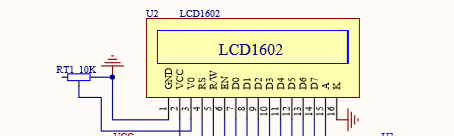 U2 LCD1602
LCD1602
RT1 10K
GND VCC V0 RS R/W EN D0 D1 D2 D3 D4 D5 D6 D7 A K
1 2 3 4 5 6 7 8 9 10 11 12 13 14 15 16
VCC